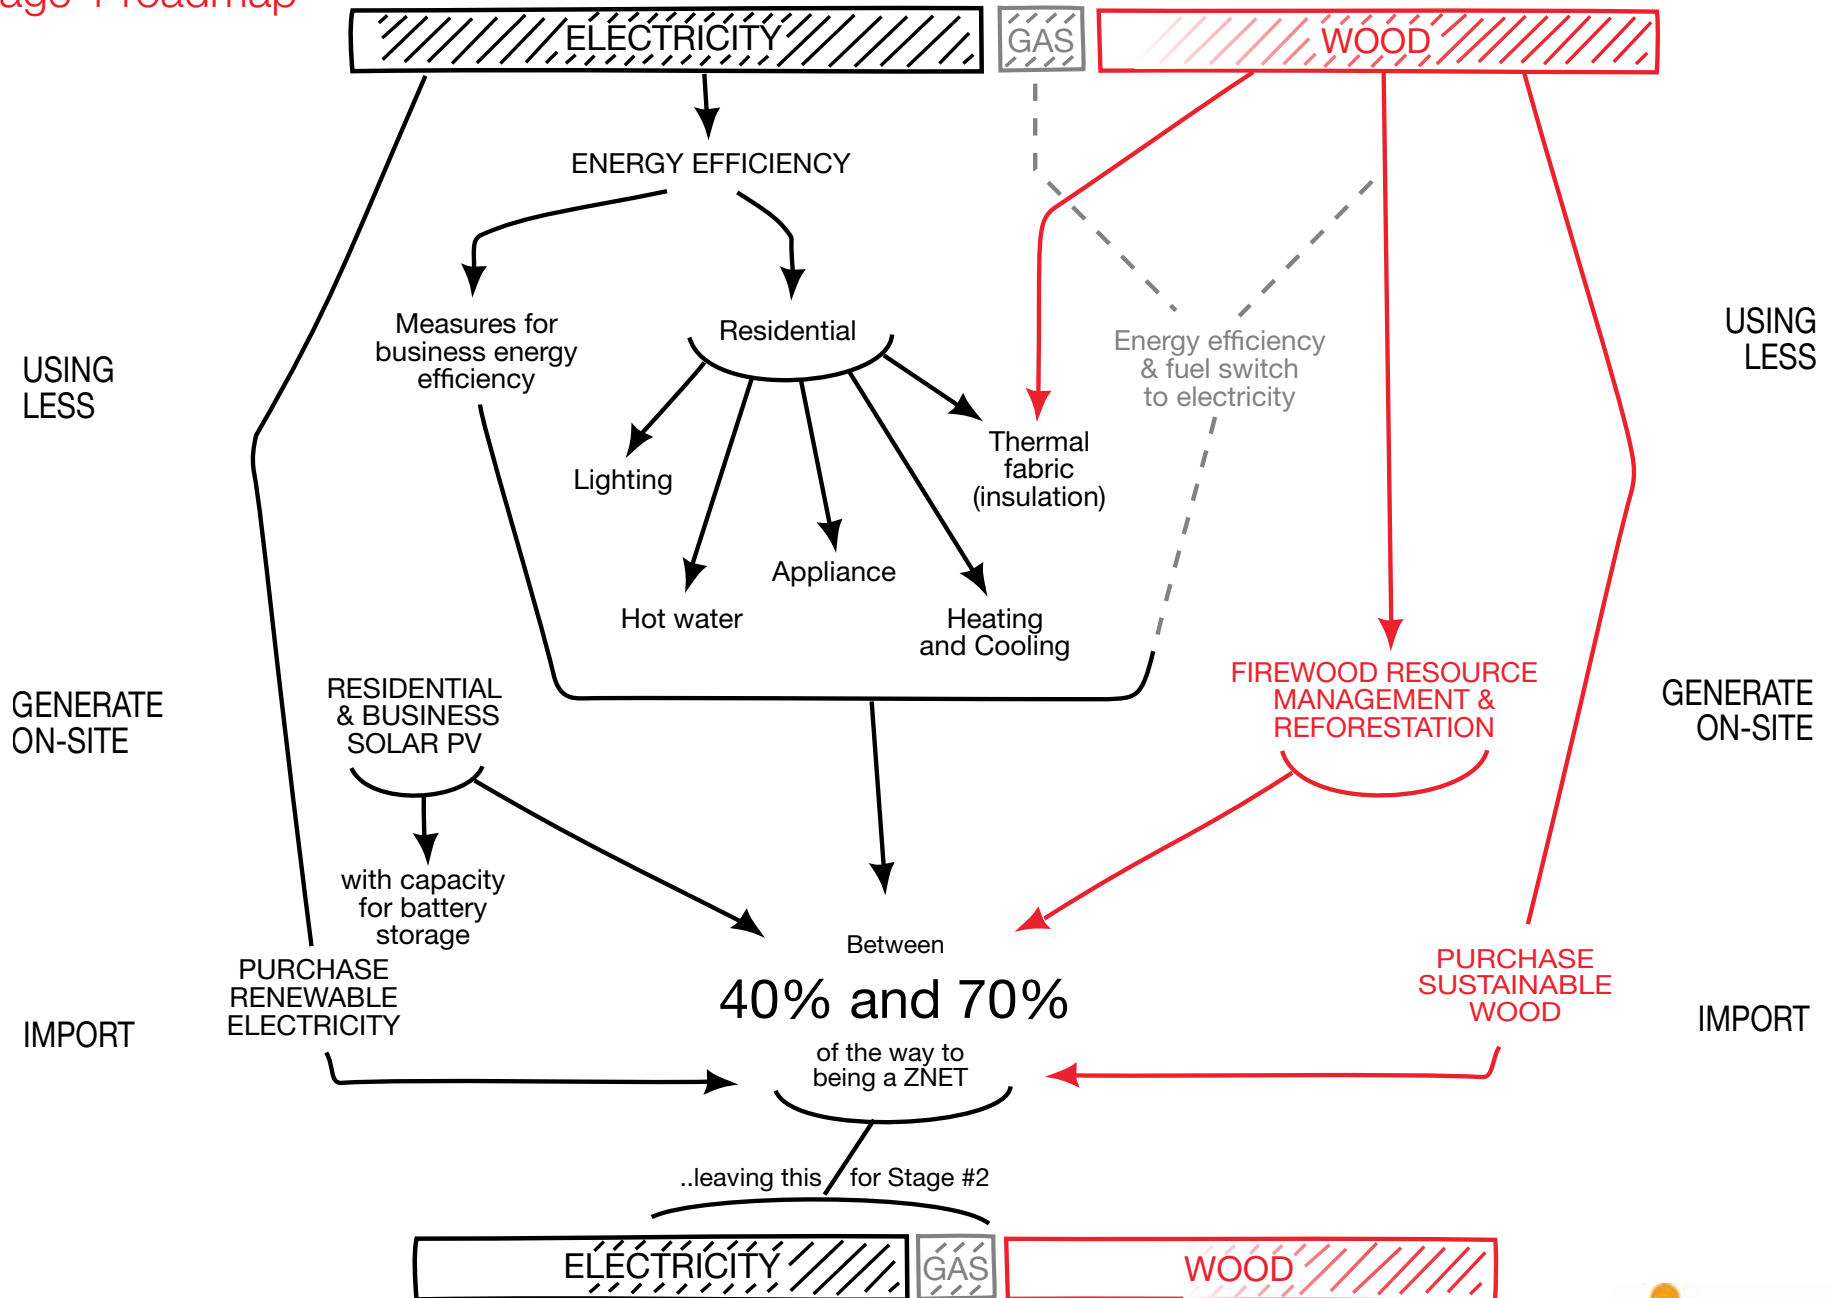 roadmap
ELECTRICITY
GAS
WOOD
ENERGY EFFICIENCY
Measures for
business energy
efficiency
Residential
Energy efficiency
& fuel switch
to electricity
USING
LESS
USING
LESS
Lighting
Thermal
fabric
(insulation)
Appliance
Hot water
Heating
and Cooling
GENERATE
ON-SITE
RESIDENTIAL
& BUSINESS
SOLAR PV
FIREWOOD RESOURCE
MANAGEMENT &
REFORESTATION
GENERATE
ON-SITE
with capacity
for battery
storage
PURCHASE
RENEWABLE
ELECTRICITY
IMPORT
Between
40% and 70%
of the way to
being a ZNET
PURCHASE
SUSTAINABLE
WOOD
IMPORT
..leaving this for Stage #2
ELECTRICITY
GAS
WOOD